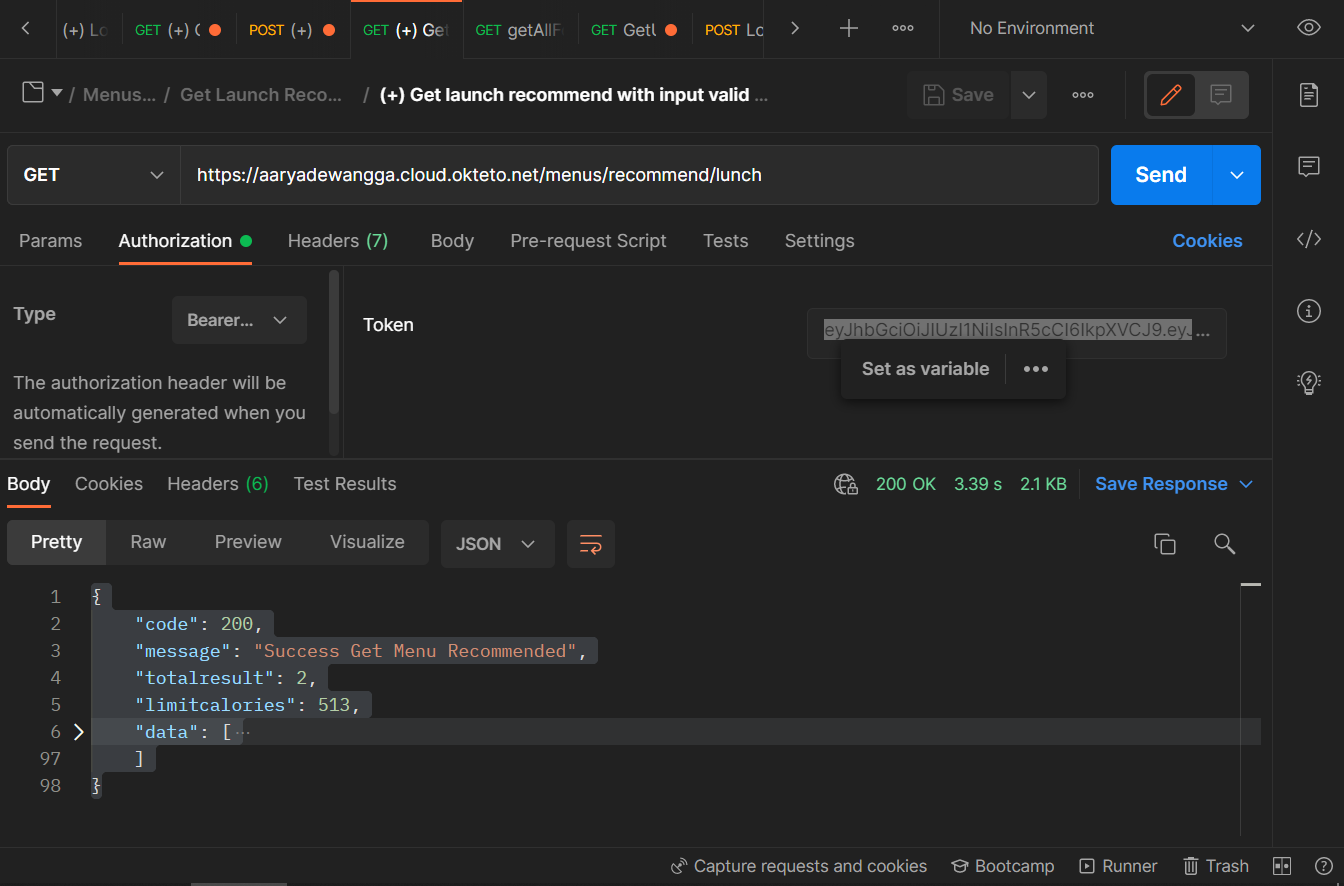 (+) Lo GET (+) POST (+) GET (+) Get GET getAllF GET GetU POST Lo No Environment
/ Menus... / Get Launch Reco... / (+) Get launch recommend with input valid ... Save
GET https://aaryadewangga.cloud.okteto.net/menus/recommend/lunch Send
Params Authorization Headers (7) Body Pre-request Script Tests Settings Cookies
Type Bearer... Token eyJhbGciOiJIUzI1NiIsInR5cCI6IkpXVCJ9.eyJ...
Set as variable
The authorization header will be
automatically generated when you
send the request.
Body Cookies Headers (6) Test Results 200 OK 3.39 s 2.1 KB Save Response
Pretty Raw Preview Visualize JSON
1 {
2 "code": 200,
3 "message": "Success Get Menu Recommended",
4 "totalresult": 2,
5 "limitcalories": 513,
6 "data": [...
97 ]
98 }
Capture requests and cookies Bootcamp Runner Trash